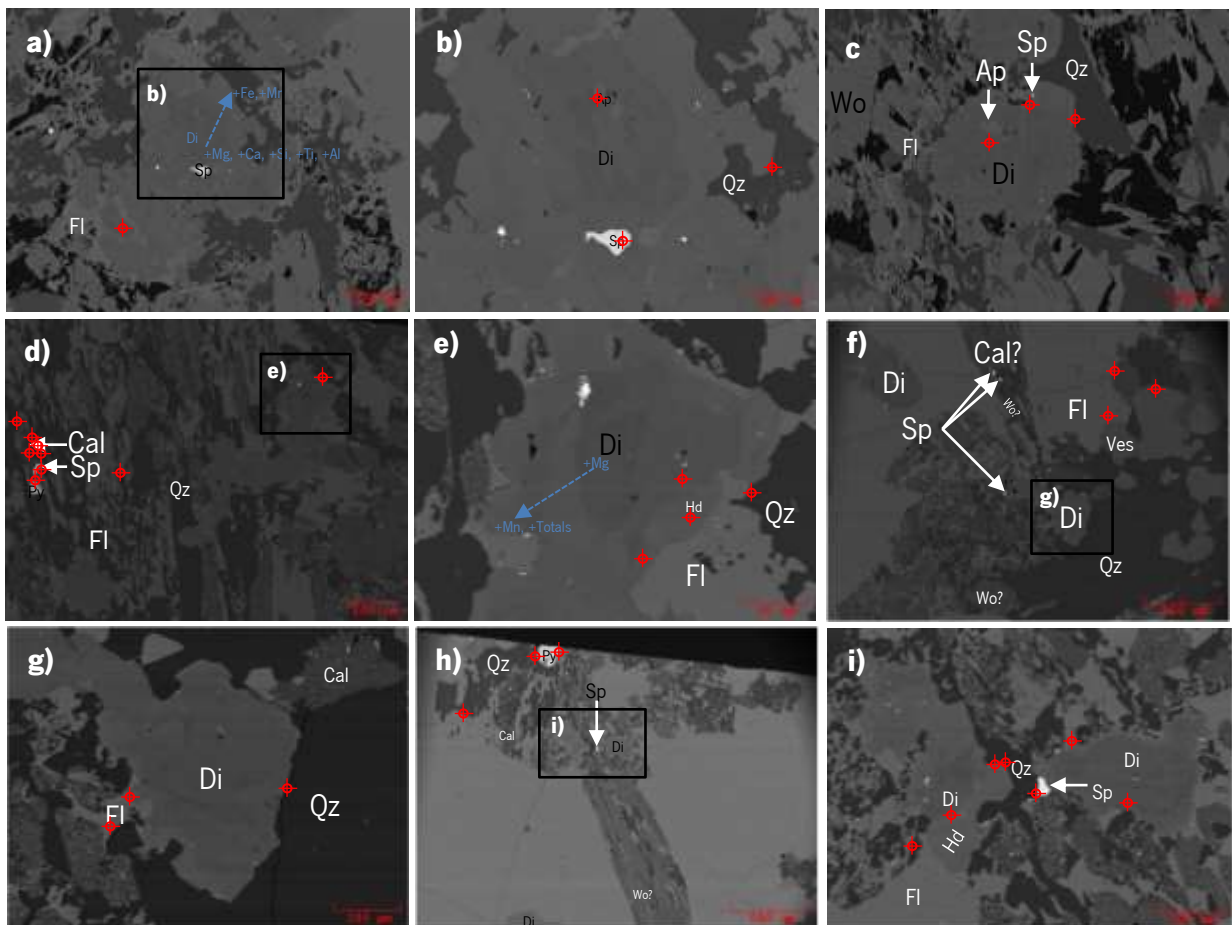 a)
b)
+Fe,+Mn
Di
+Mg, +Ca, +Si, +Ti, +Al
Sp
Fl
b)
Di
Qz
Sp
c
Sp
Ap
Qz
Wo
Fl
Di
d)
e)
Cal
Sp
Py
Qz
Fl
e)
Di
+Mg
Hd
+Mn, +Totals
Qz
Fl
f)
Cal?
Di
Wo?
Fl
Sp
Ves
g)
Di
Qz
Wo?
g)
Cal
Di
Fl
Qz
h)
Qz
Py
Sp
i)
Cal
Di
Wo?
Di
i)
Qz
Di
Sp
Di
Hd
Fl